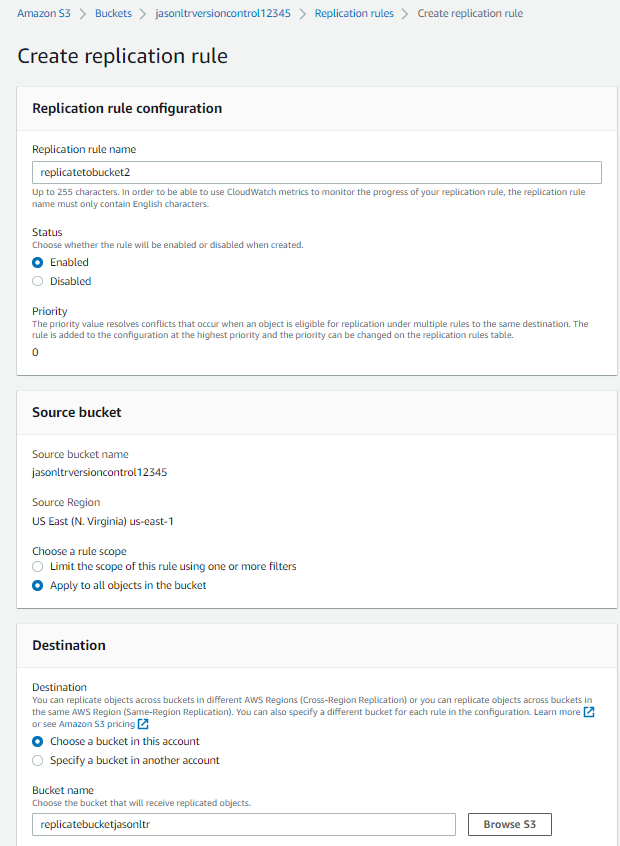 Amazon S3 > Buckets > jasonltrversioncontrol12345 > Replication rules > Create replication rule
Create replication rule
Replication rule configuration
Replication rule name
replicatetobucket2
Up to 255 characters. In order to be able to use CloudWatch metrics to monitor the progress of your replication rule, the replication rule
name must only contain English characters.
Status
Choose whether the rule will be enabled or disabled when created.
Enabled
Disabled
Priority
The priority value resolves conflicts that occur when an object is eligible for replication under multiple rules to the same destination. The
rule is added to the configuration at the highest priority and the priority can be changed on the replication rules table.
0
Source bucket
Source bucket name
jasonltrversioncontrol12345
Source Region
US East (N. Virginia) us-east-1
Choose a rule scope
Limit the scope of this rule using one or more filters
Apply to all objects in the bucket
Destination
Destination
You can replicate objects across buckets in different AWS Regions (Cross-Region Replication) or you can replicate objects across buckets in
the same AWS Region (Same-Region Replication). You can also specify a different bucket for each rule in the configuration. Learn more
or see Amazon S3 pricing
Choose a bucket in this account
Specify a bucket in another account
Bucket name
Choose the bucket that will receive replicated objects.
replicatebucketjasonltr
Browse S3